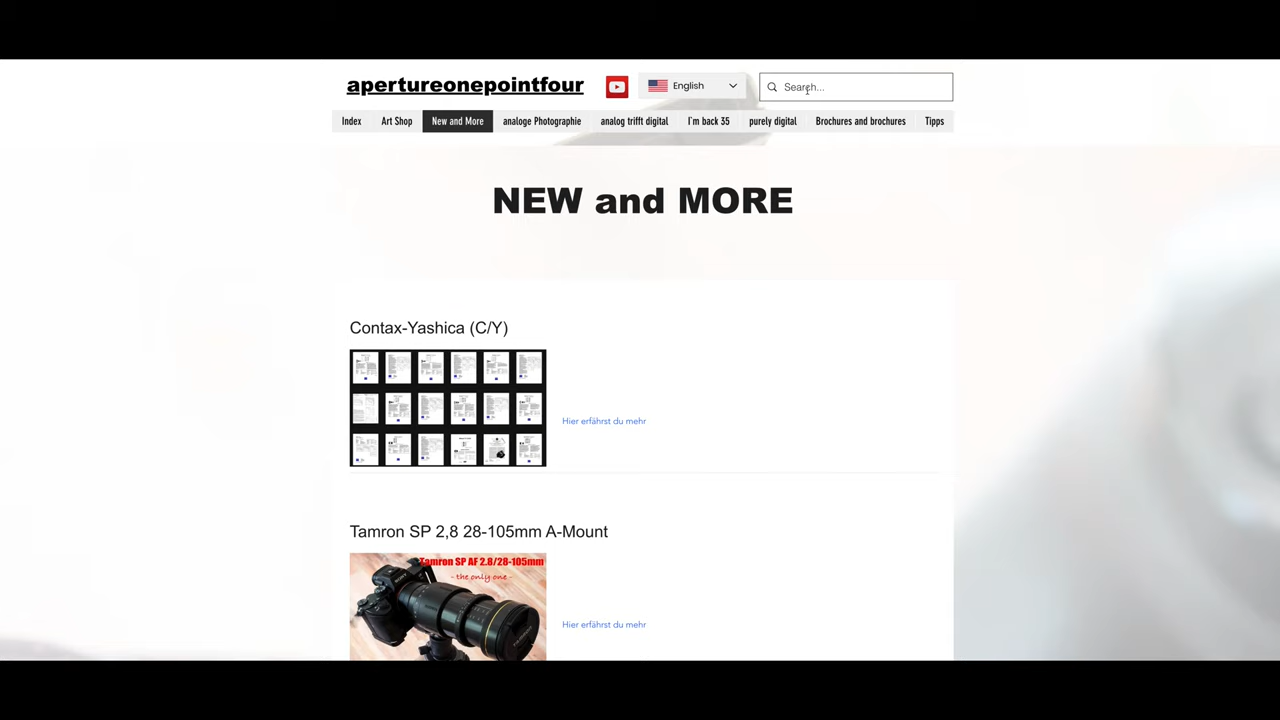 apertureonepointfour
English
Search...
Index
Art Shop
New and More
analoge Photographie
analog trifft digital
I`m back 35
purely digital
Brochures and brochures
Tipps
NEW and MORE
Contax-Yashica (C/Y)
Hier erfährst du mehr
Tamron SP 2,8 28-105mm A-Mount
Tamron SP AF 2.8/28-105mm
- the only one -
SONY
Hier erfährst du mehr